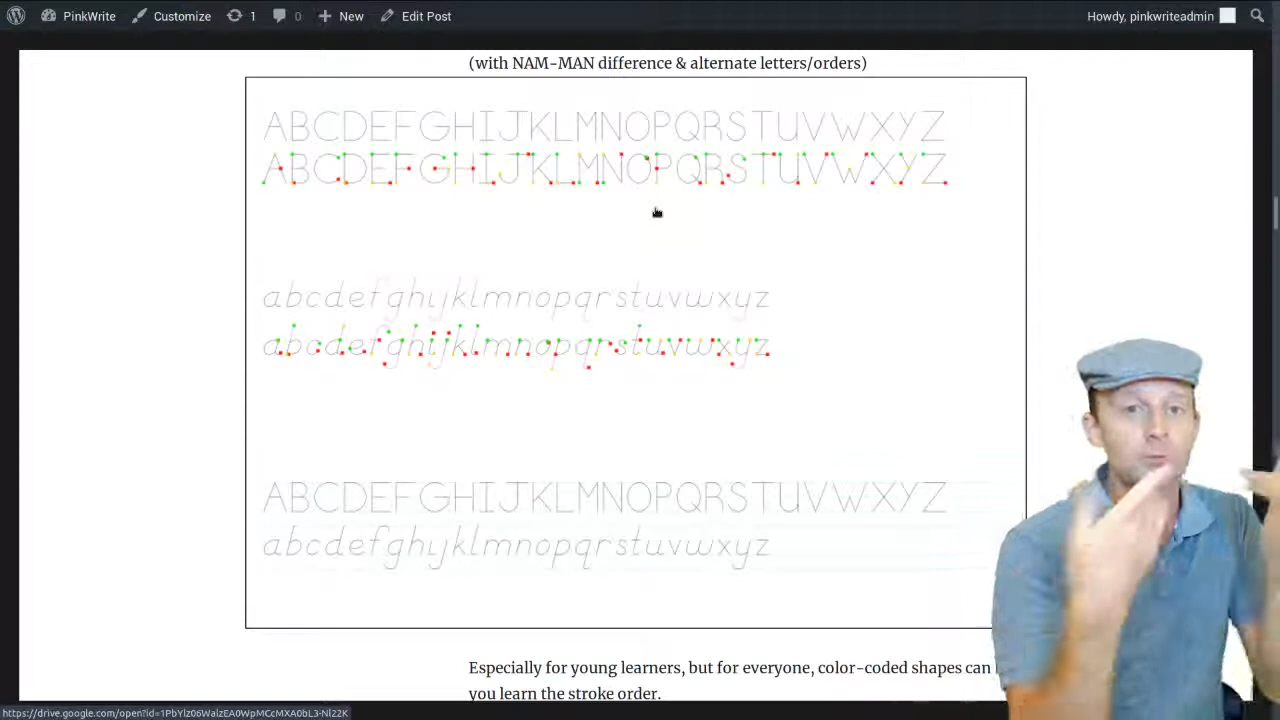 PinkWrite Customize 1 0 New Edit Post Howdy, pinkwriteadmin
(with NAM-MAN difference & alternate letters/orders)
ABCDEFGHIJKLMNOPQRSTUVWXYZ
ABCDEFGHIJKLMNOPQRSTUVWXYZ
abcdefghijklmnopqrstuvwxyz
abcdefghijklmnopqrstuvwxyz
ABCDEFGHIJKLMNOPQRSTUVWXYZ
abcdefghijklmnopqrstuvwxyz
Especially for young learners, but for everyone, color-coded shapes can
you learn the stroke order.
https://drive.google.com/open?id=1PbYlz06WalzEA0WpMCcMXA0bL3-Nl22K